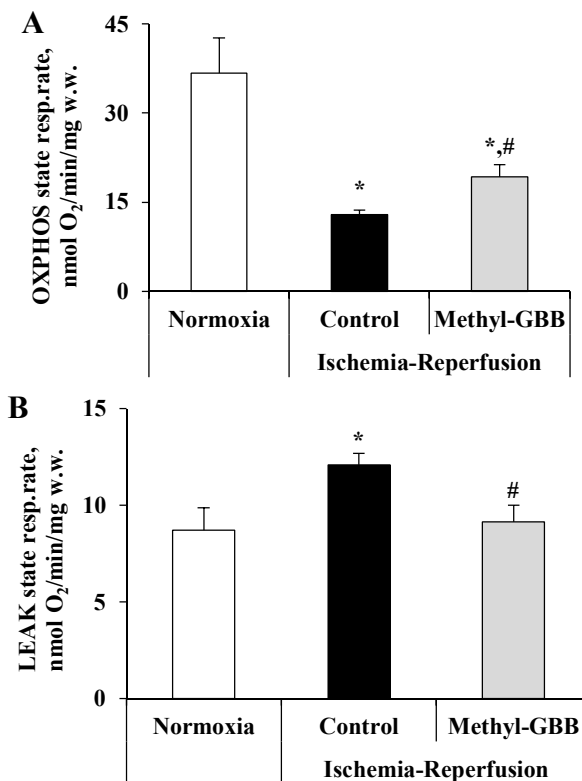 A
OXPHOS state resp.rate,
nmol O₂/min/mg w.w.
45
30
15
0
*
*,#
Normoxia
Control
Methyl-GBB
Ischemia-Reperfusion
B
LEAK state resp.rate,
nmol O₂/min/mg w.w.
15
10
5
0
*
#
Normoxia
Control
Methyl-GBB
Ischemia-Reperfusion